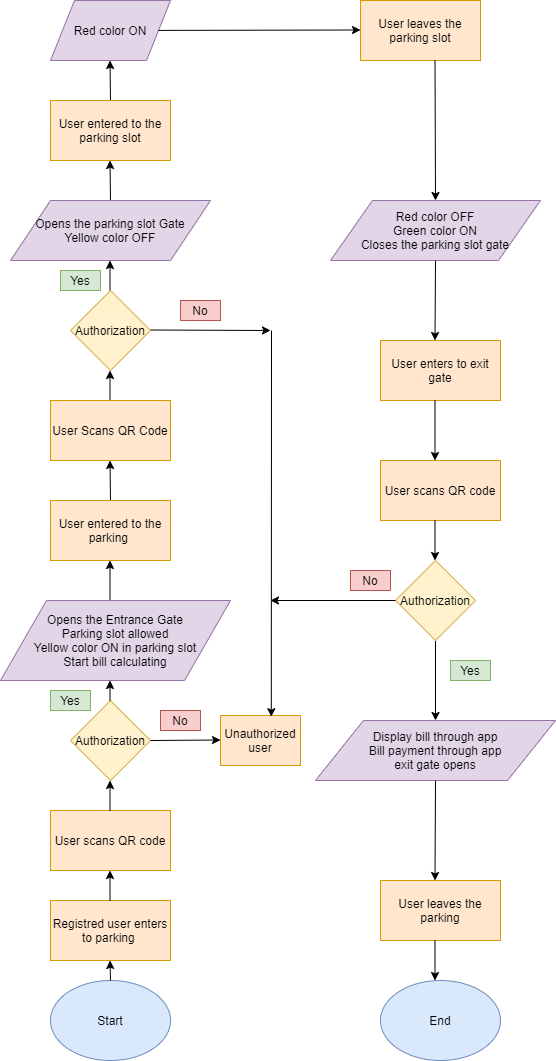 Red color ON
User leaves the
parking slot
User entered to the
parking slot
Opens the parking slot Gate
Yellow color OFF
Red color OFF
Green color ON
Closes the parking slot gate
Yes
No
Authorization
User enters to exit
gate
User Scans QR Code
User scans QR code
User entered to the
parking
No
Authorization
Opens the Entrance Gate
Parking slot allowed
Yellow color ON in parking slot
Start bill calculating
Yes
Yes
No
Authorization
Unauthorized
user
Display bill through app
Bill payment through app
exit gate opens
User scans QR code
Registred user enters
to parking
User leaves the
parking
Start
End